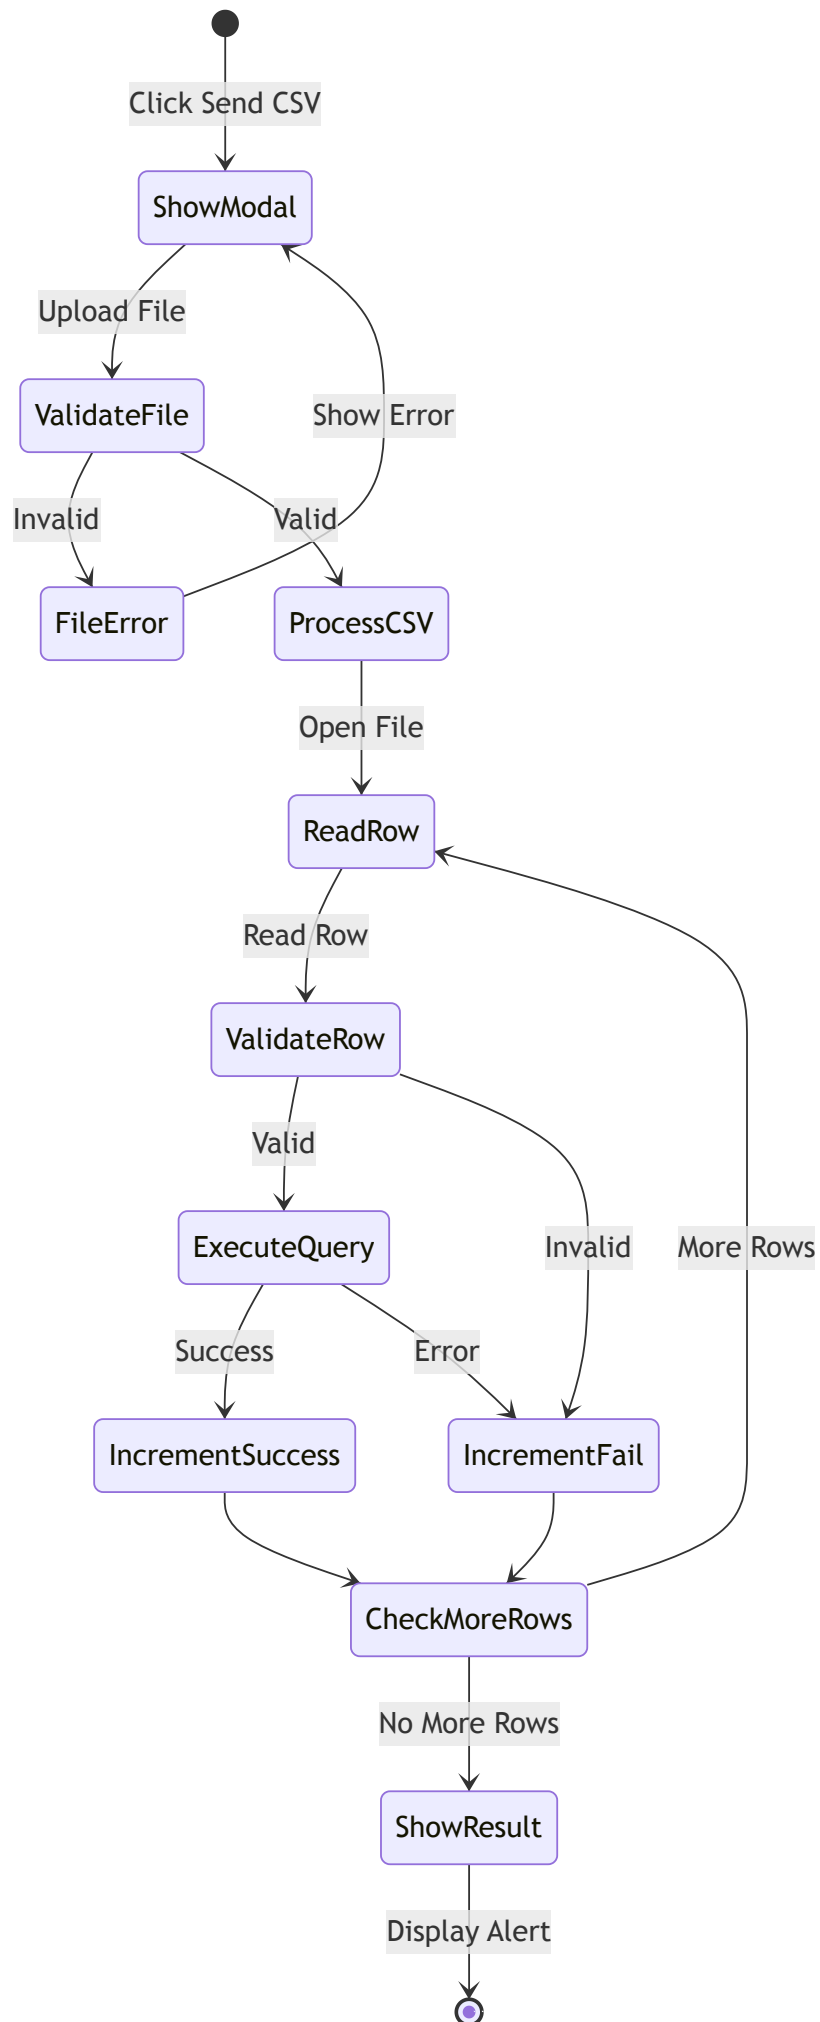 Click Send CSV
ShowModal
Upload File
ValidateFile
Show Error
Invalid
Valid
FileError
ProcessCSV
Open File
ReadRow
Read Row
ValidateRow
Valid
ExecuteQuery
Invalid
More Rows
Success
Error
IncrementSuccess
IncrementFail
CheckMoreRows
No More Rows
ShowResult
Display Alert